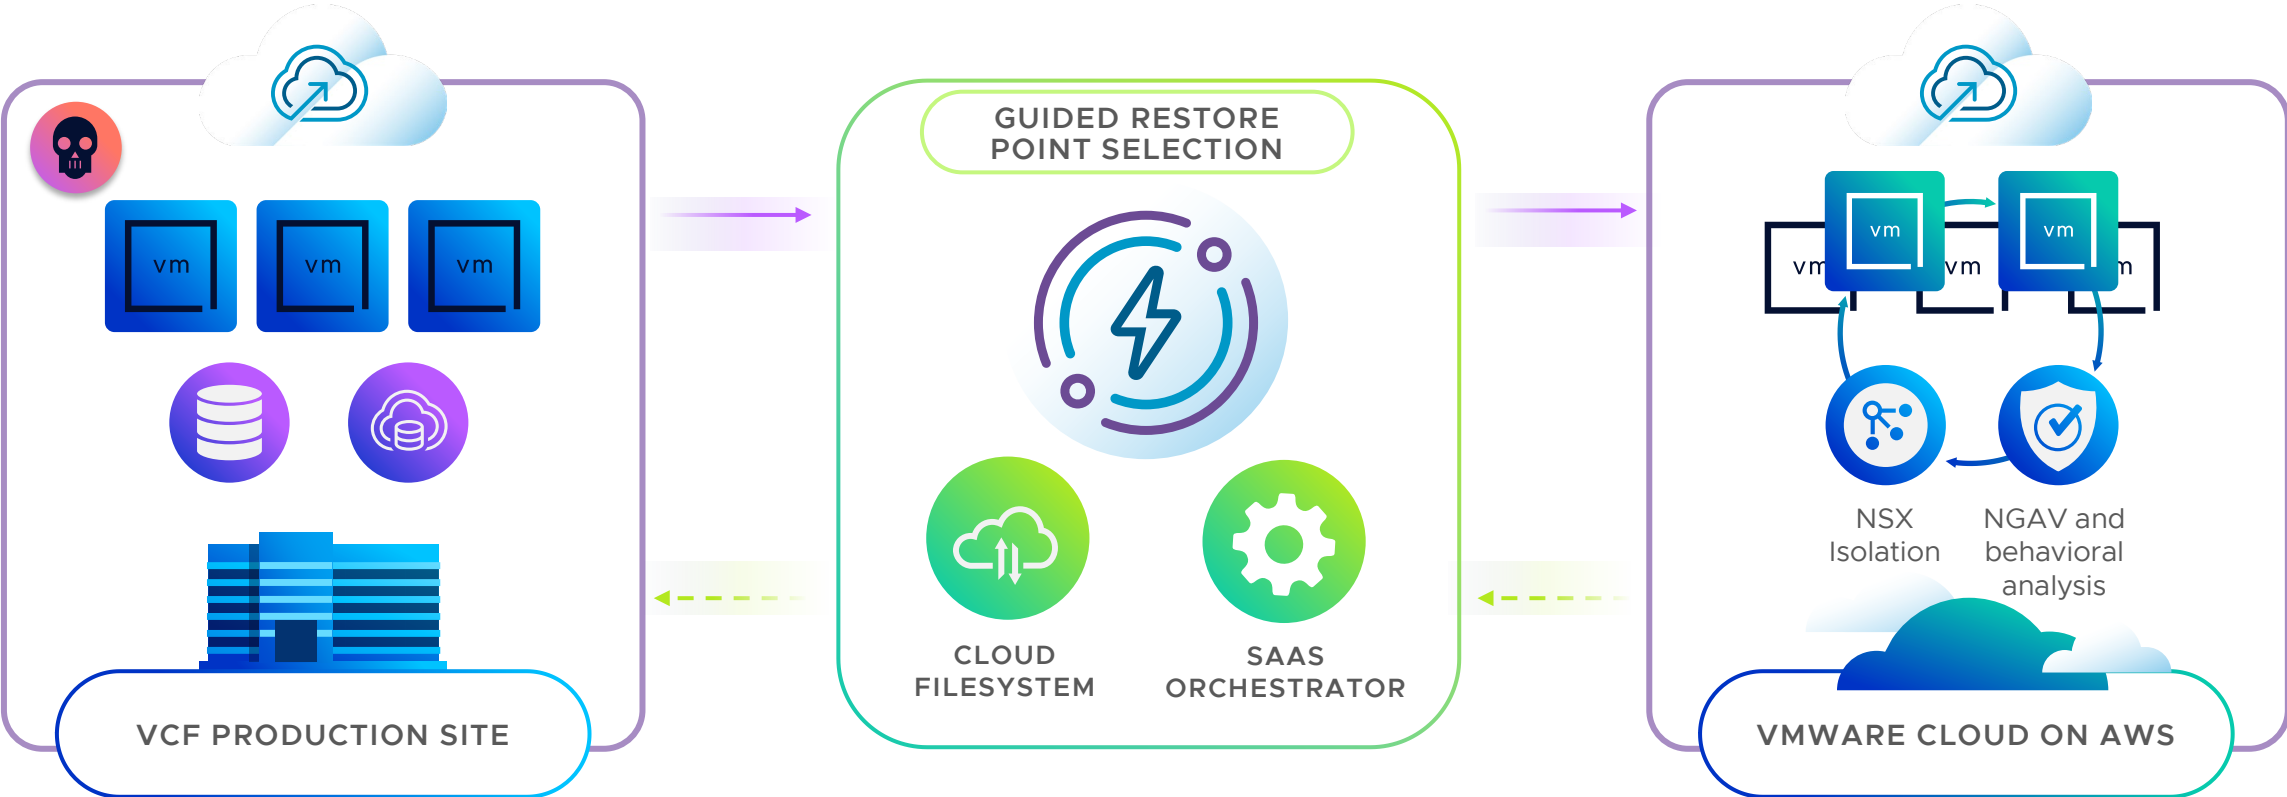 GUIDED RESTORE
POINT SELECTION
vm
vm
vm
vm
vm
vm
vm
m
NSX
Isolation
NGAV and
behavioral
analysis
CLOUD
FILESYSTEM
SAAS
ORCHESTRATOR
VCF PRODUCTION SITE
VMWARE CLOUD ON AWS